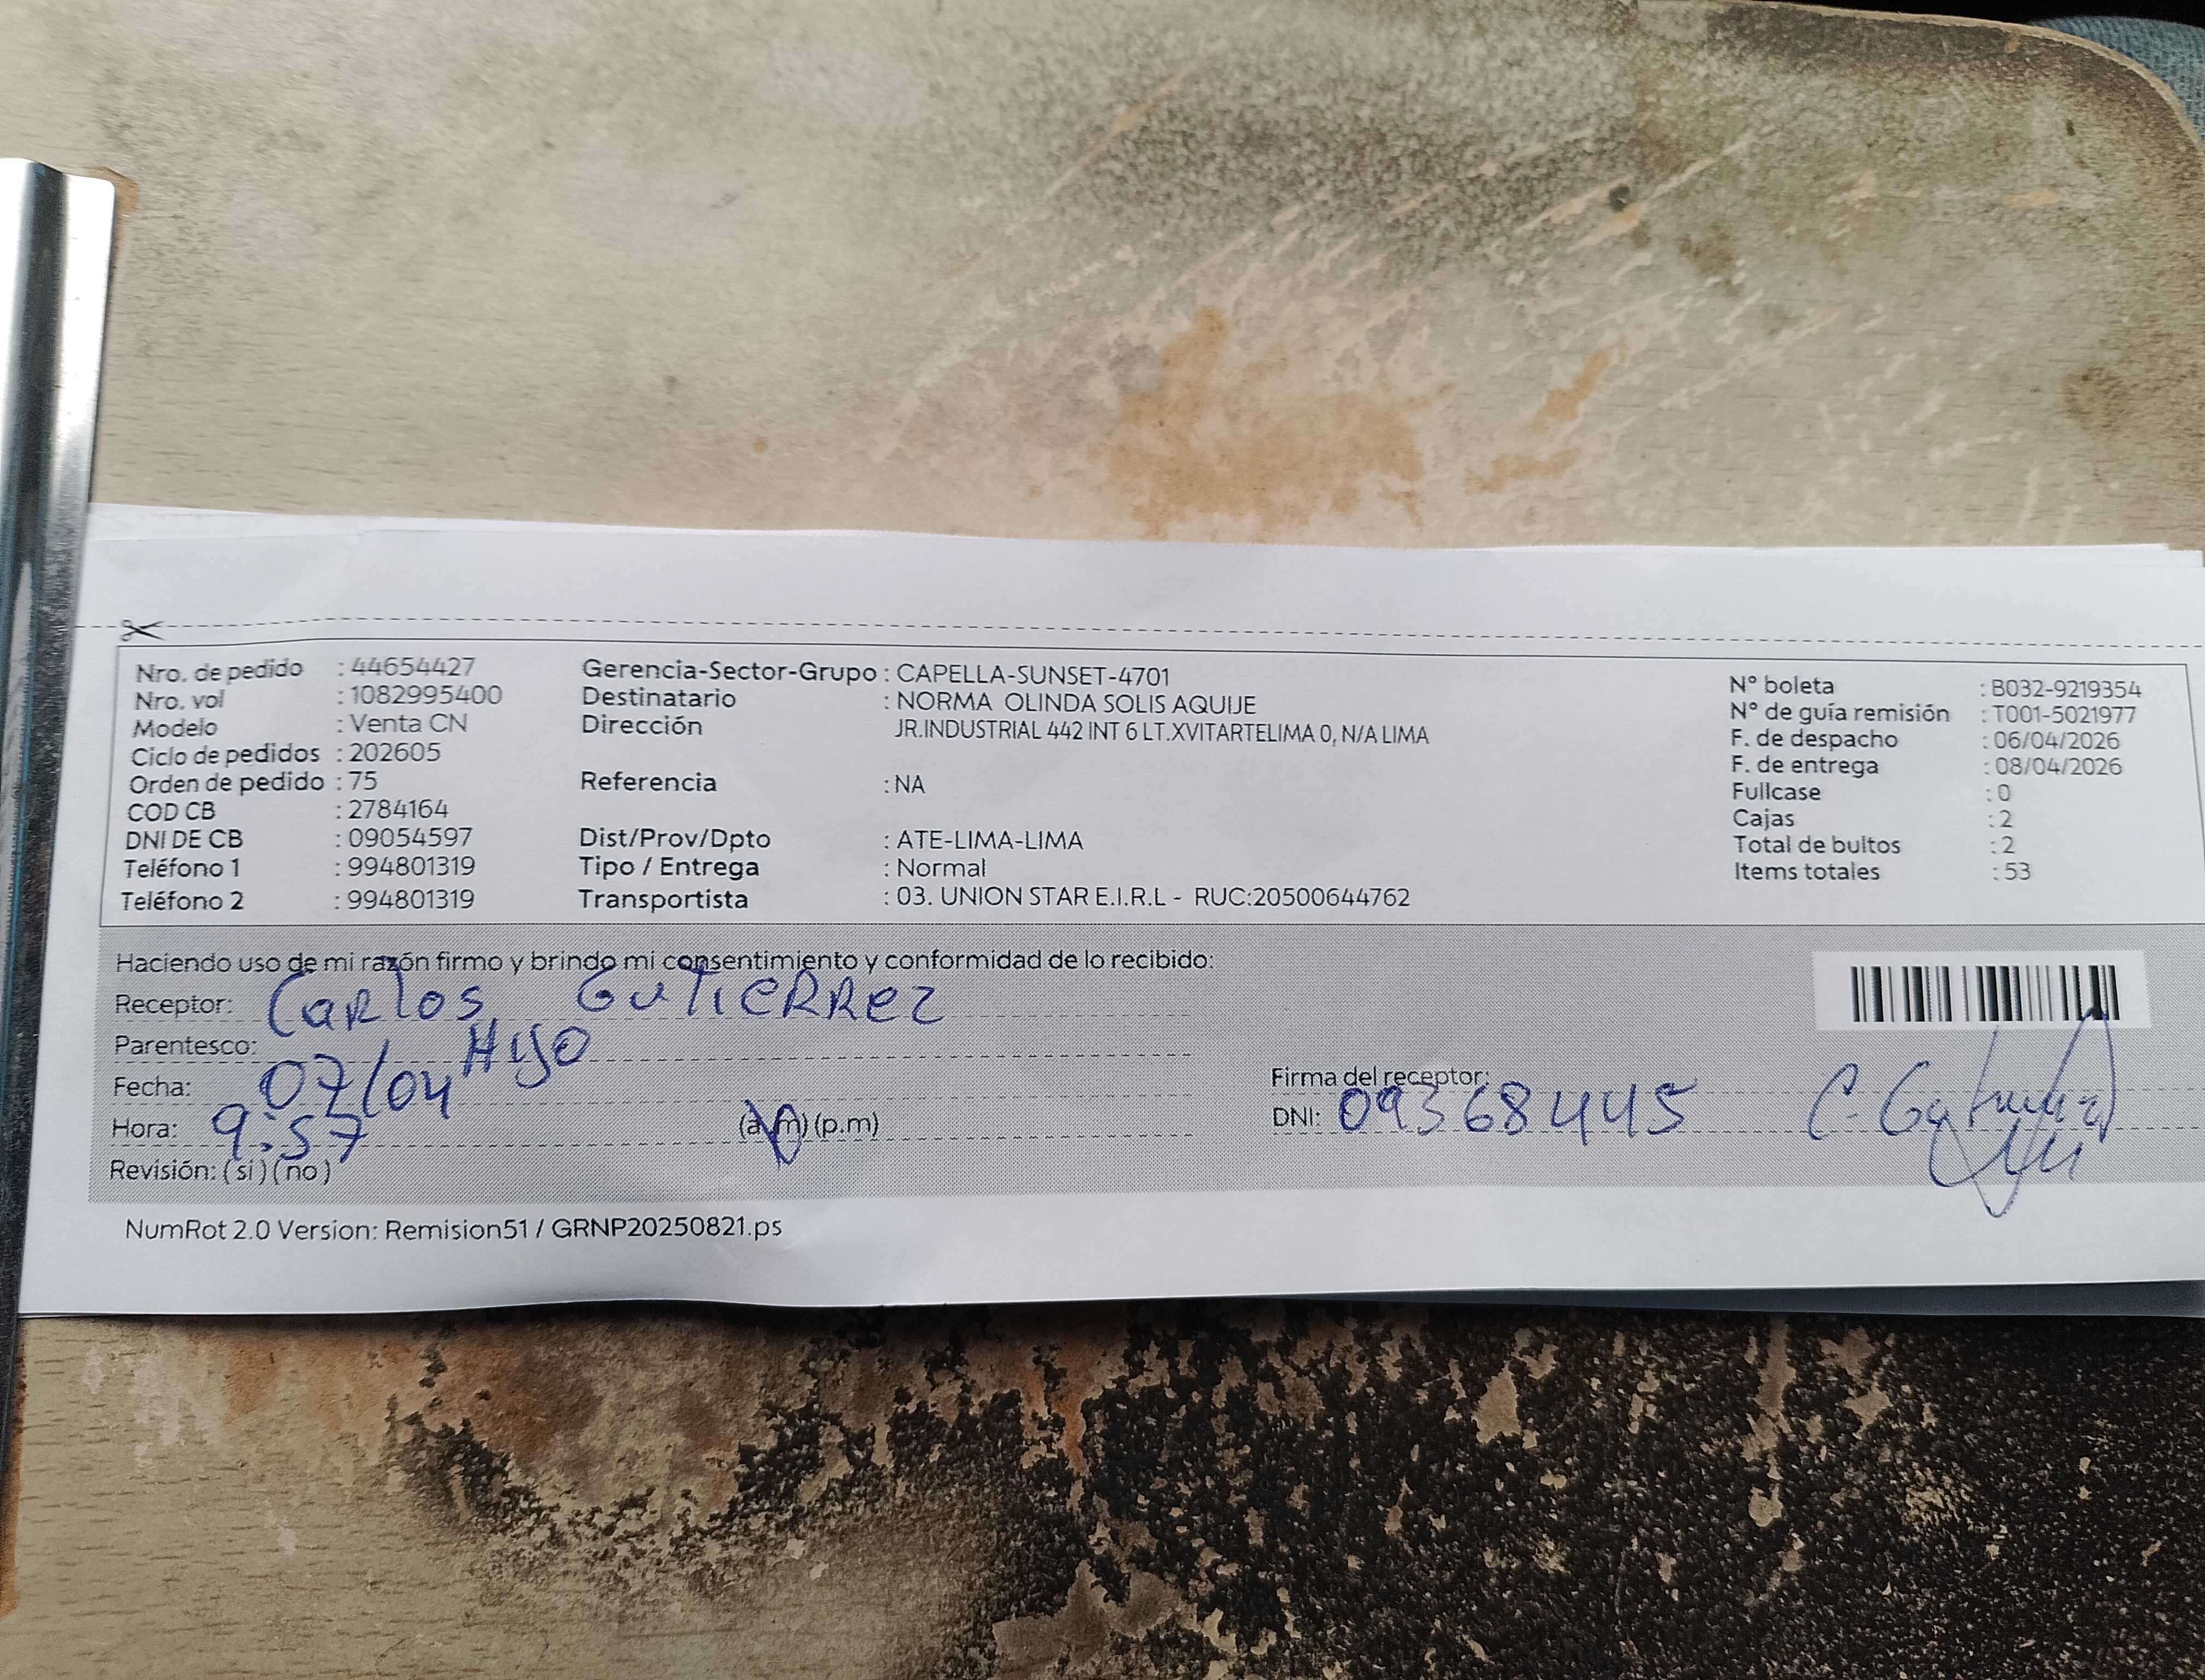 Nro. de pedido : 44654427
Nro. vol : 1082995400
Modelo : Venta CN
Ciclo de pedidos : 202605
Orden de pedido : 75
COD CB : 2784164
DNI DE CB : 09054597
Teléfono 1 : 994801319
Teléfono 2 : 994801319
Gerencia-Sector-Grupo : CAPELLA-SUNSET-4701
Destinatario : NORMA OLINDA SOLIS AQUIJE
Dirección JR.INDUSTRIAL 442 INT 6 LT.XVITARTELIMA 0, N/A LIMA
Referencia : NA
Dist/Prov/Dpto : ATE-LIMA-LIMA
Tipo / Entrega : Normal
Transportista : 03. UNION STAR E.I.R.L - RUC:20500644762
N° boleta : B032-9219354
N° de guía remisión : T001-5021977
F. de despacho : 06/04/2026
F. de entrega : 08/04/2026
Fullcase : 0
Cajas : 2
Total de bultos : 2
Items totales : 53
Haciendo uso de mi razón firmo y brindo mi consentimiento y conformidad de lo recibido:
Receptor: Carlos Gutierrez
Parentesco: Hijo
Fecha: 07/04
Hora: 9:57 (a.m) (p.m)
Revisión: ( si ) ( no )
Firma del receptor:
DNI: 09368445
NumRot 2.0 Version: Remision51 / GRNP20250821.ps